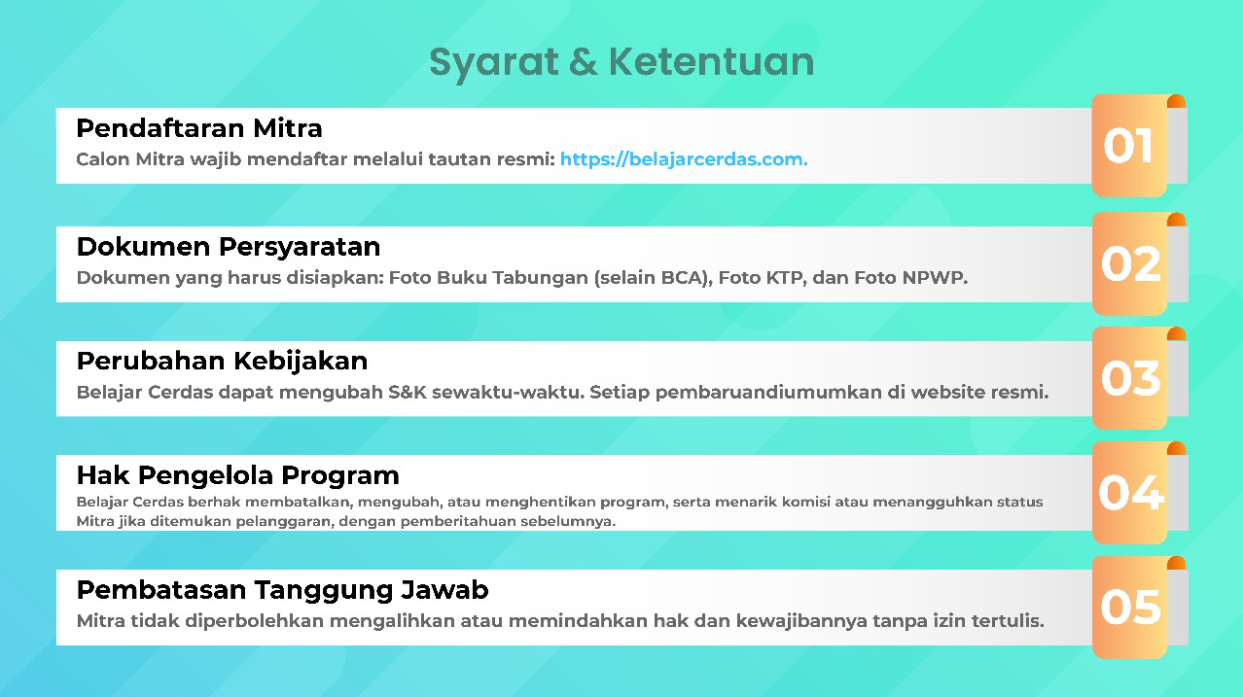 Syarat & Ketentuan
Pendaftaran Mitra
Calon Mitra wajib mendaftar melalui tautan resmi: https://belajarcerdas.com.
01
Dokumen Persyaratan
Dokumen yang harus disiapkan: Foto Buku Tabungan (selain BCA), Foto KTP, dan Foto NPWP.
02
Perubahan Kebijakan
Belajar Cerdas dapat mengubah S&K sewaktu-waktu. Setiap pembaruandiumumkan di website resmi.
03
Hak Pengelola Program
Belajar Cerdas berhak membatalkan, mengubah, atau menghentikan program, serta menarik komisi atau menangguhkan status
Mitra jika ditemukan pelanggaran, dengan pemberitahuan sebelumnya.
04
Pembatasan Tanggung Jawab
Mitra tidak diperbolehkan mengalihkan atau memindahkan hak dan kewajibannya tanpa izin tertulis.
05